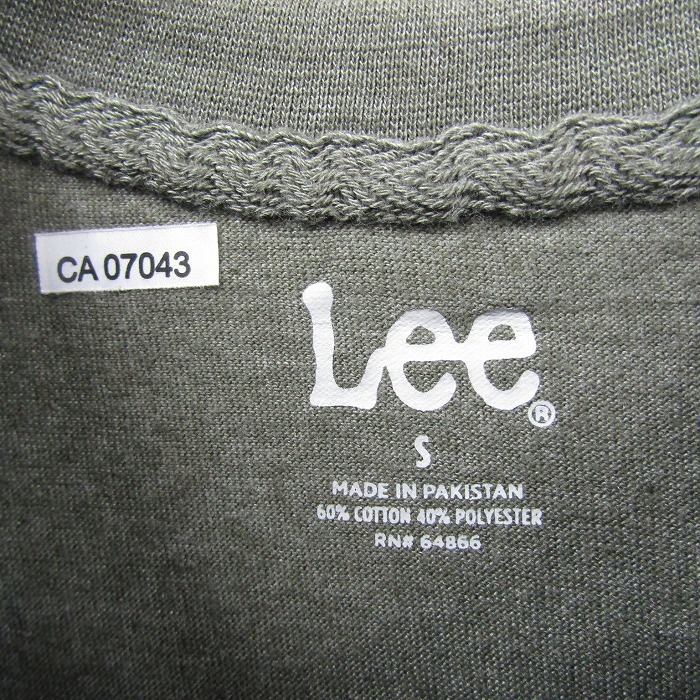 CA 07043
Lee®
S
MADE IN PAKISTAN
60% COTTON 40% POLYESTER
RN# 64866